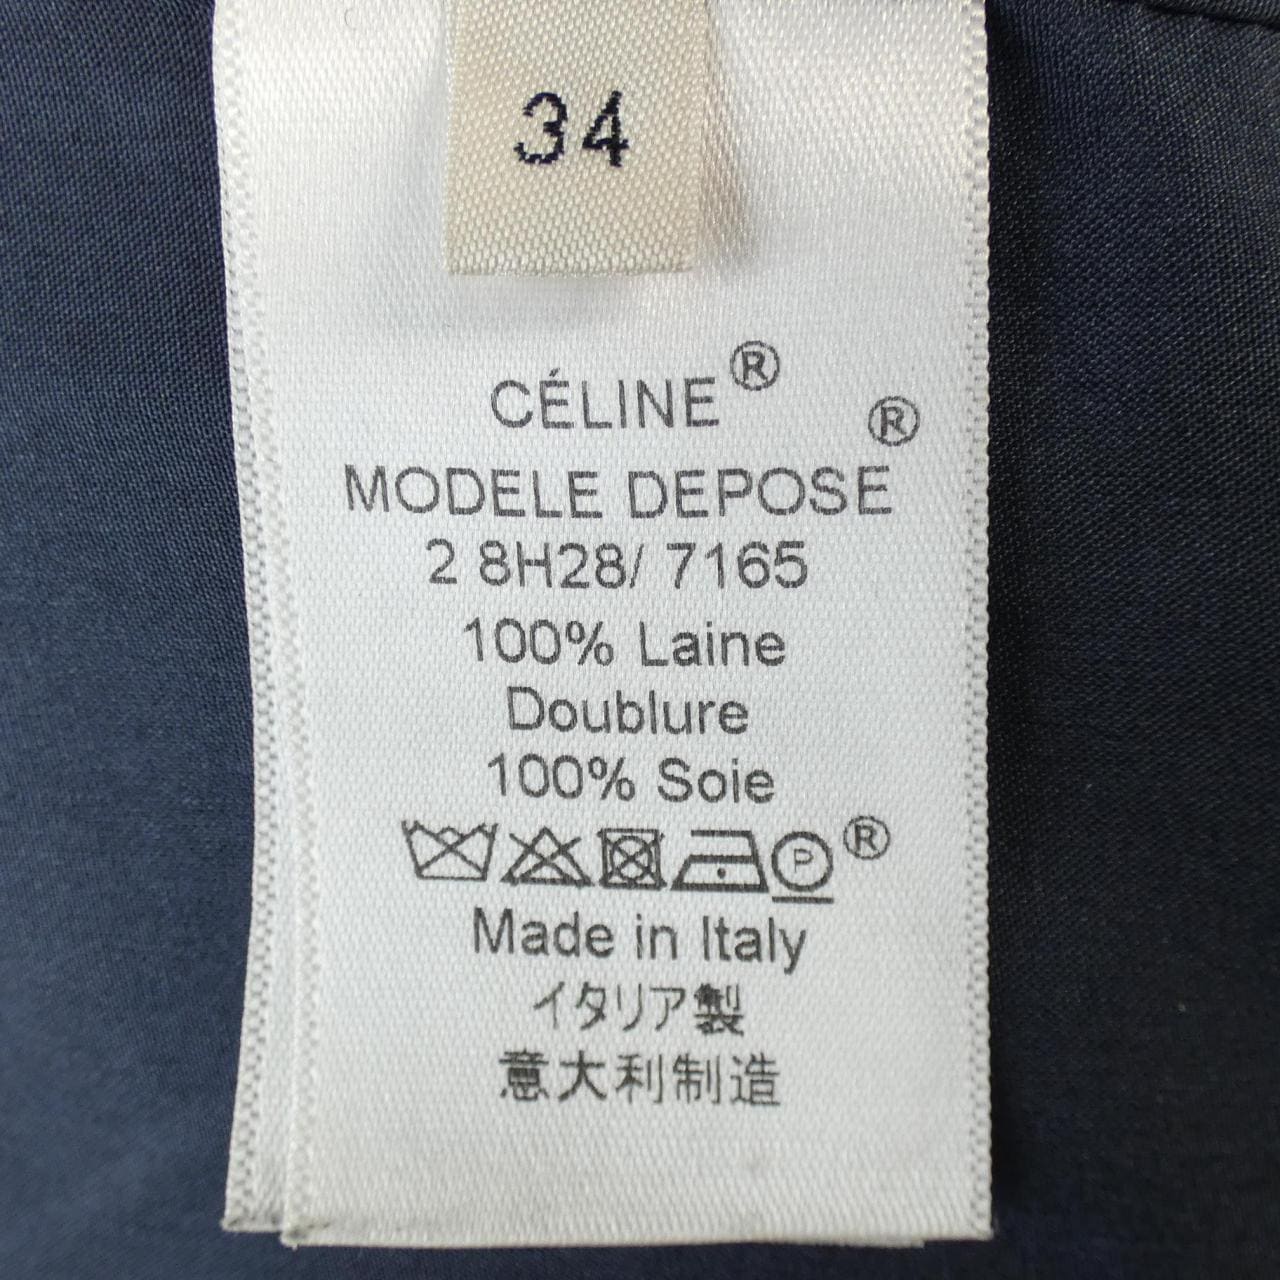 34
CÉLINE®
MODELE DEPOSE®
2 8H28/ 7165
100% Laine
Doublure
100% Soie
P ®
Made in Italy
イタリア製
意大利制造